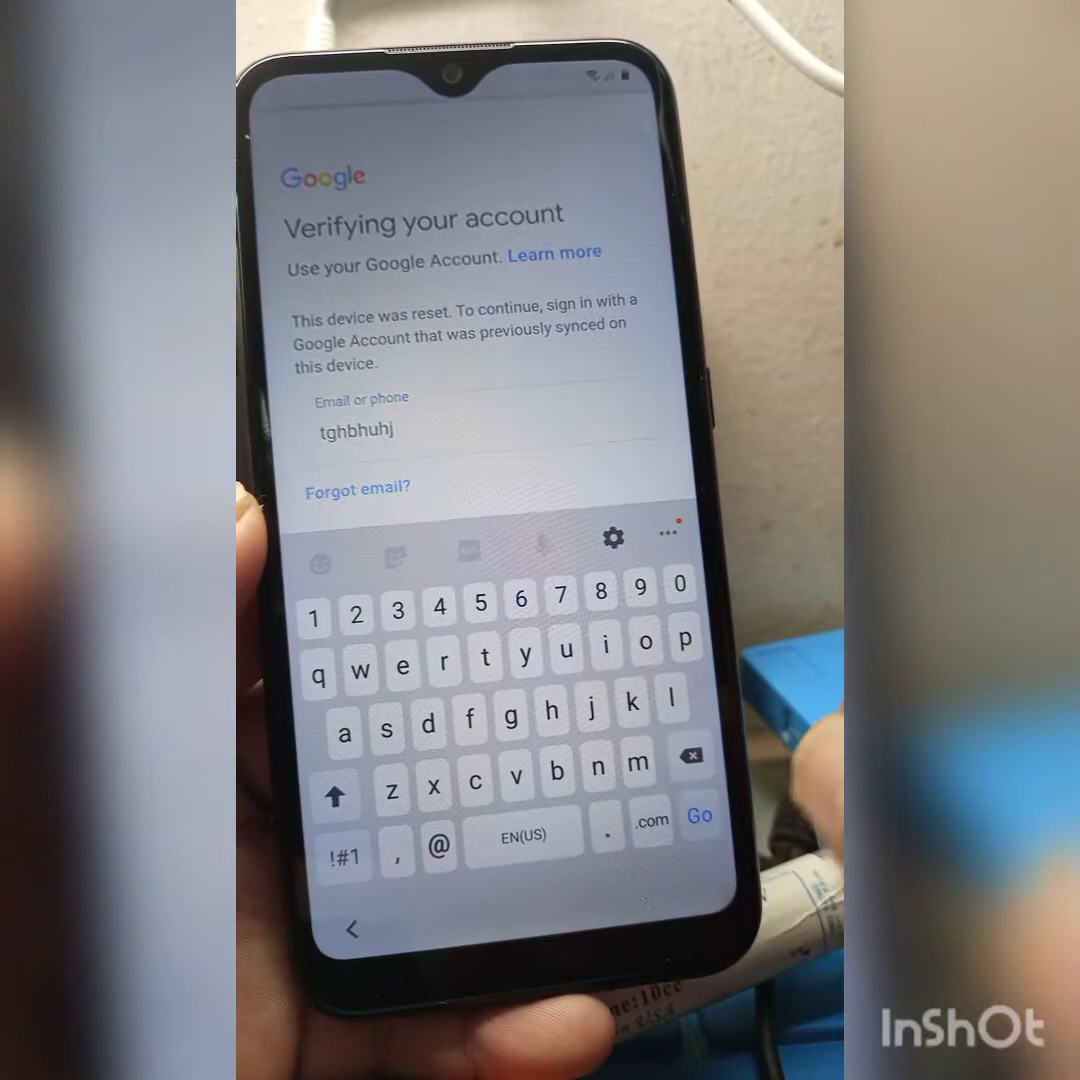 Google
Verifying your account
Use your Google Account. Learn more
This device was reset. To continue, sign in with a
Google Account that was previously synced on
this device.
Email or phone
tghbhuhj
Forgot email?
1 2 3 4 5 6 7 8 9 0
q w e r t y u i o p
a s d f g h j k l
z x c v b n m
!#1 , @ EN(US) . .com Go
InShOt